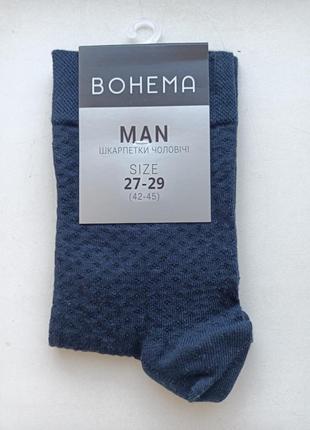 BOHEMA
MAN
ШКАРПЕТКИ ЧОЛОВІЧІ
SIZE
27-29
(42-45)